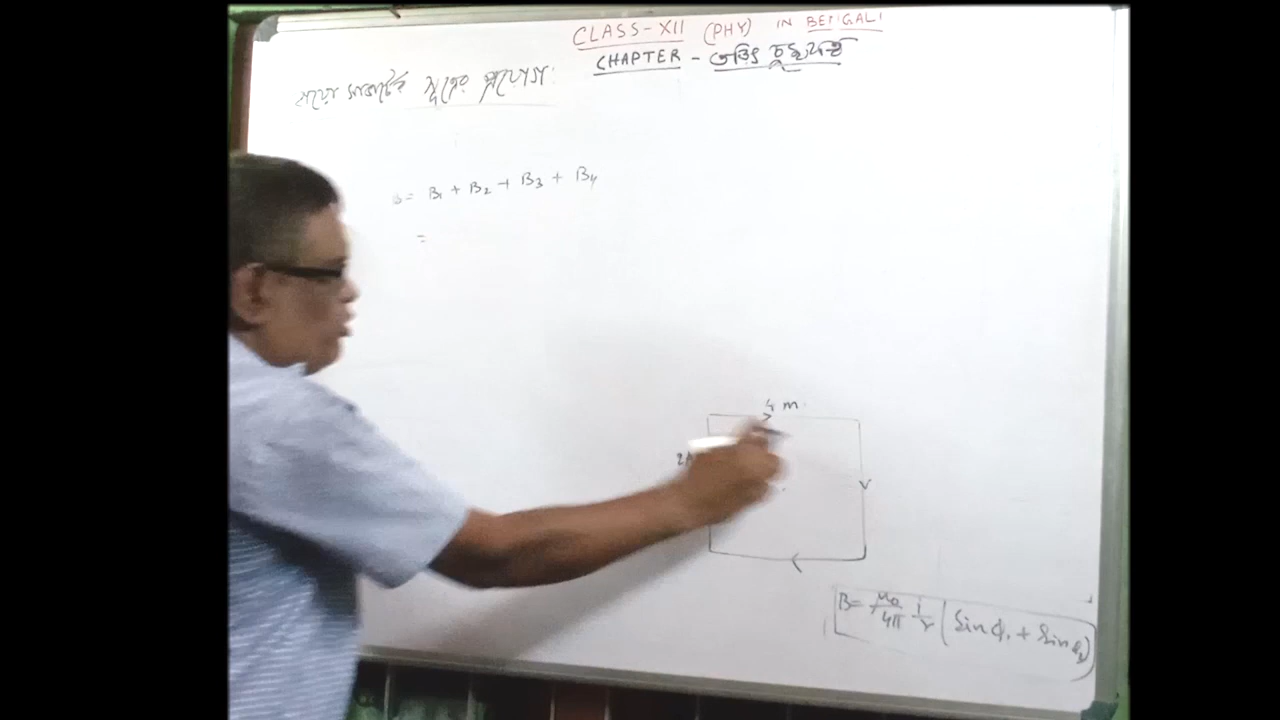 CLASS-XII (PHY) IN BENGALI
CHAPTER - তড়িৎ চুম্বকত্ব
বায়ো সাভার্টের সূত্রের প্রয়োগ:
B = B₁ + B₂ + B₃ + B₄
=
4 m
2A
B = μ₀/4π i/r (Sin φ₁ + Sin φ₂)